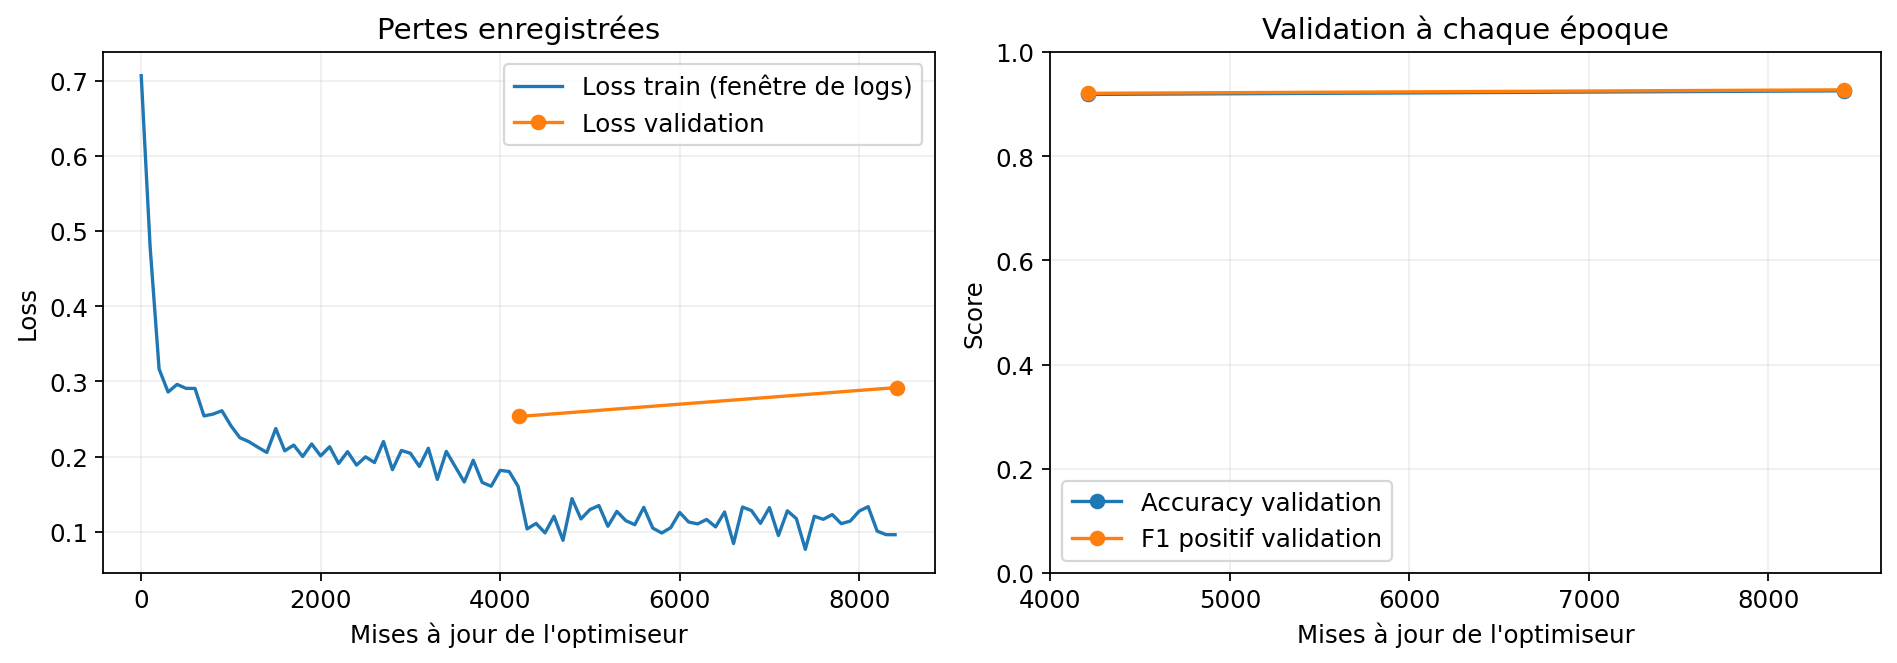 Pertes enregistrées
0.7
0.6
0.5
0.4
0.3
0.2
0.1
Loss
Loss train (fenêtre de logs)
Loss validation
0
2000
4000
6000
8000
Mises à jour de l'optimiseur
Validation à chaque époque
1.0
0.8
0.6
0.4
0.2
0.0
Score
Accuracy validation
F1 positif validation
4000
5000
6000
7000
8000
Mises à jour de l'optimiseur